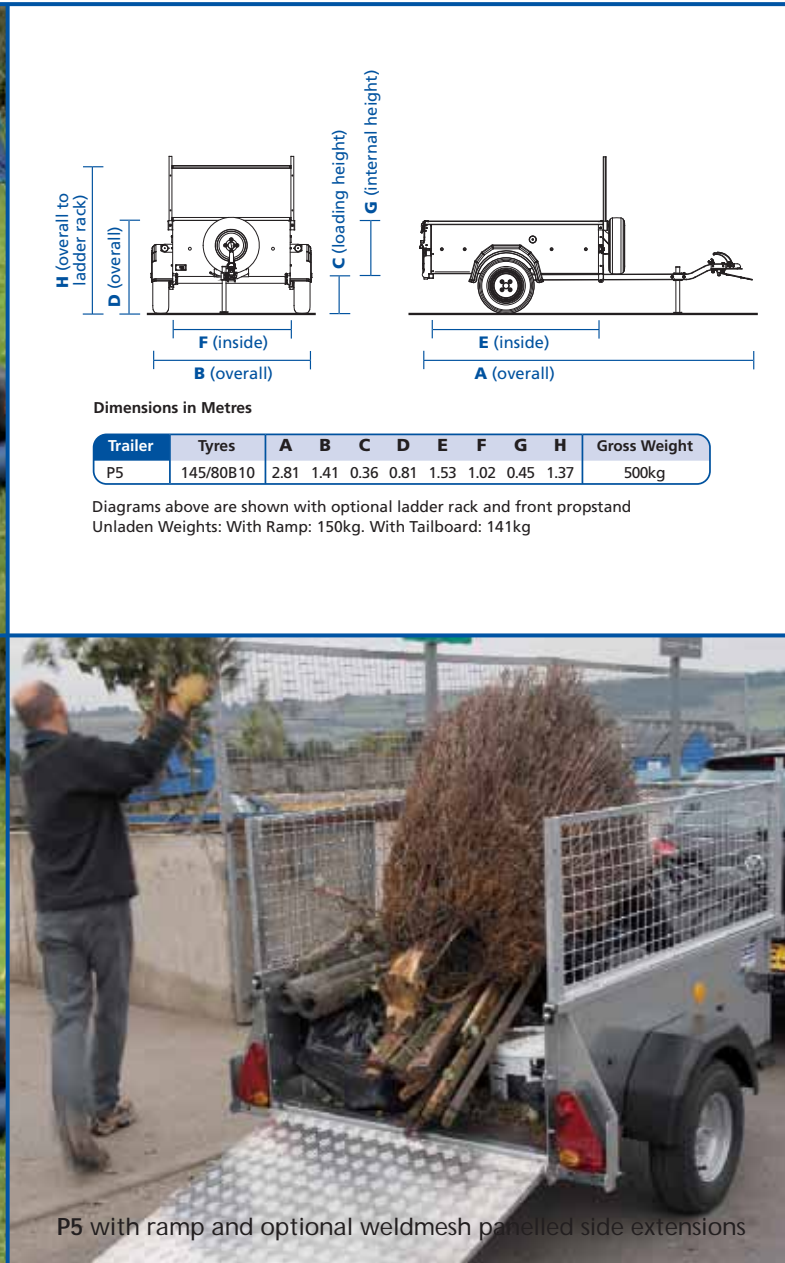 H (overall to
ladder rack)
D (overall)
C (loading height)
G (internal height)
F (inside)
B (overall)
E (inside)
A (overall)
Dimensions in Metres
Trailer Tyres A B C D E F G H Gross Weight
P5 145/80B10 2.81 1.41 0.36 0.81 1.53 1.02 0.45 1.37 500kg
Diagrams above are shown with optional ladder rack and front propstand
Unladen Weights: With Ramp: 150kg. With Tailboard: 141kg
P5 with ramp and optional weldmesh panelled side extensions